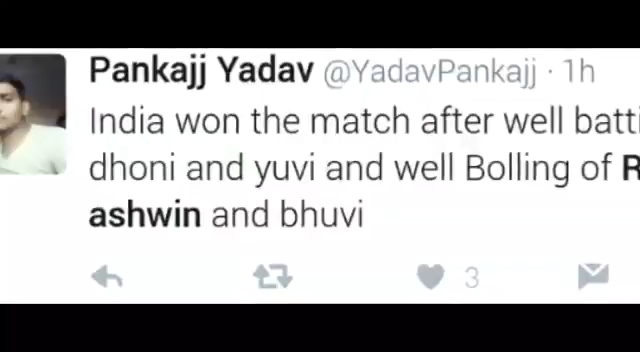 Pankajj Yadav @YadavPankajj · 1h
India won the match after well batti
dhoni and yuvi and well Bolling of R
ashwin and bhuvi
3